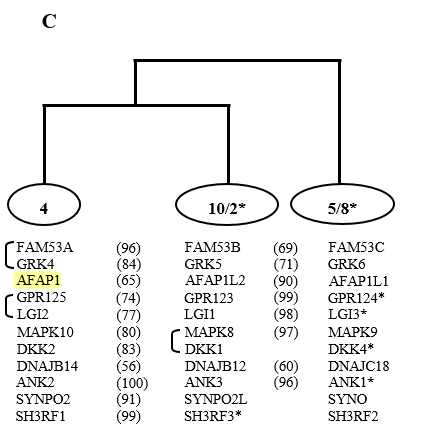 C
4 10/2* 5/8*
FAM53A (96) FAM53B (69) FAM53C
GRK4 (84) GRK5 (71) GRK6
AFAP1 (65) AFAP1L2 (90) AFAP1L1
GPR125 (74) GPR123 (99) GPR124*
LGI2 (77) LGI1 (98) LGI3*
MAPK10 (80) MAPK8 (97) MAPK9
DKK2 (83) DKK1 DKK4*
DNAJB14 (56) DNAJB12 (60) DNAJC18
ANK2 (100) ANK3 (96) ANK1*
SYNPO2 (91) SYNPO2L SYNO
SH3RF1 (99) SH3RF3* SH3RF2